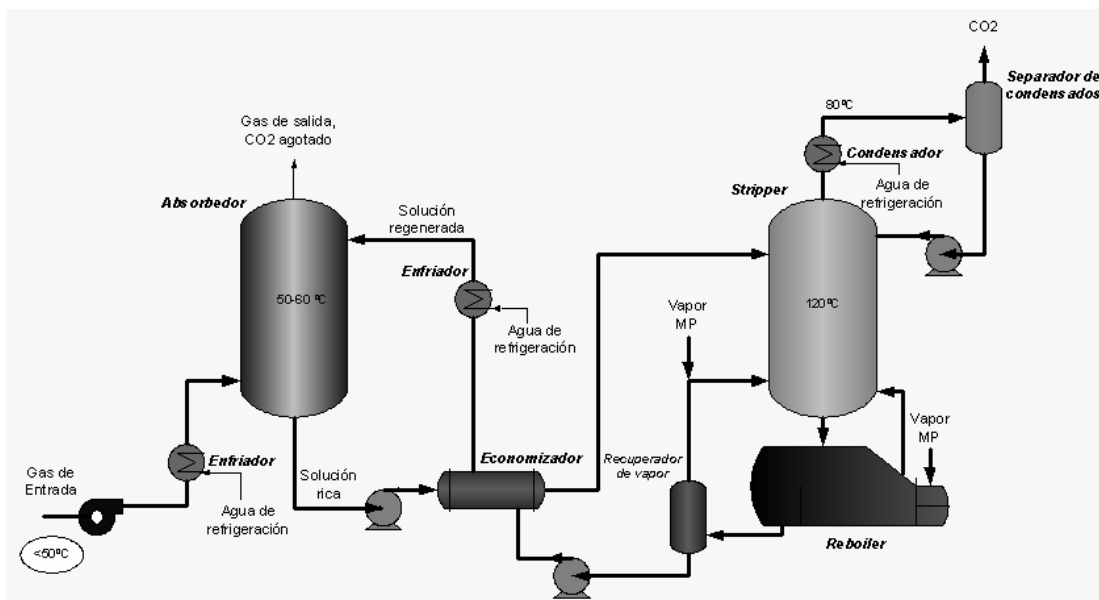 CO2
Separador de
condensados
80ºC
Condensador
Agua de
refrigeración
Stripper
Gas de salida,
CO2 agotado
Absorbedor
Solución
regenerada
Enfriador
50-60 ºC
120ºC
Agua de
refrigeración
Vapor
MP
Enfriador
Economizador
Recuperador
de vapor
Vapor
MP
Gas de
Entrada
Solución
rica
Agua de
refrigeración
<50ºC
Reboiler